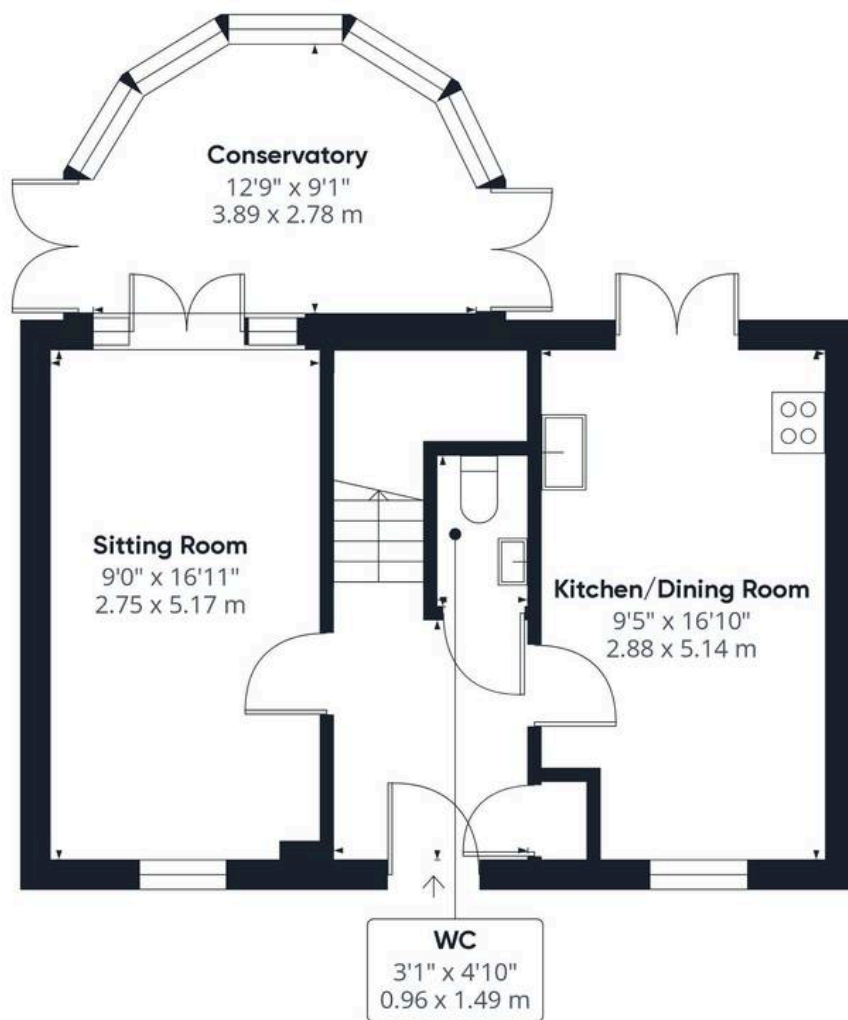 Conservatory
12'9" x 9'1"
3.89 x 2.78 m
Sitting Room
9'0" x 16'11"
2.75 x 5.17 m
Kitchen/Dining Room
9'5" x 16'10"
2.88 x 5.14 m
WC
3'1" x 4'10"
0.96 x 1.49 m